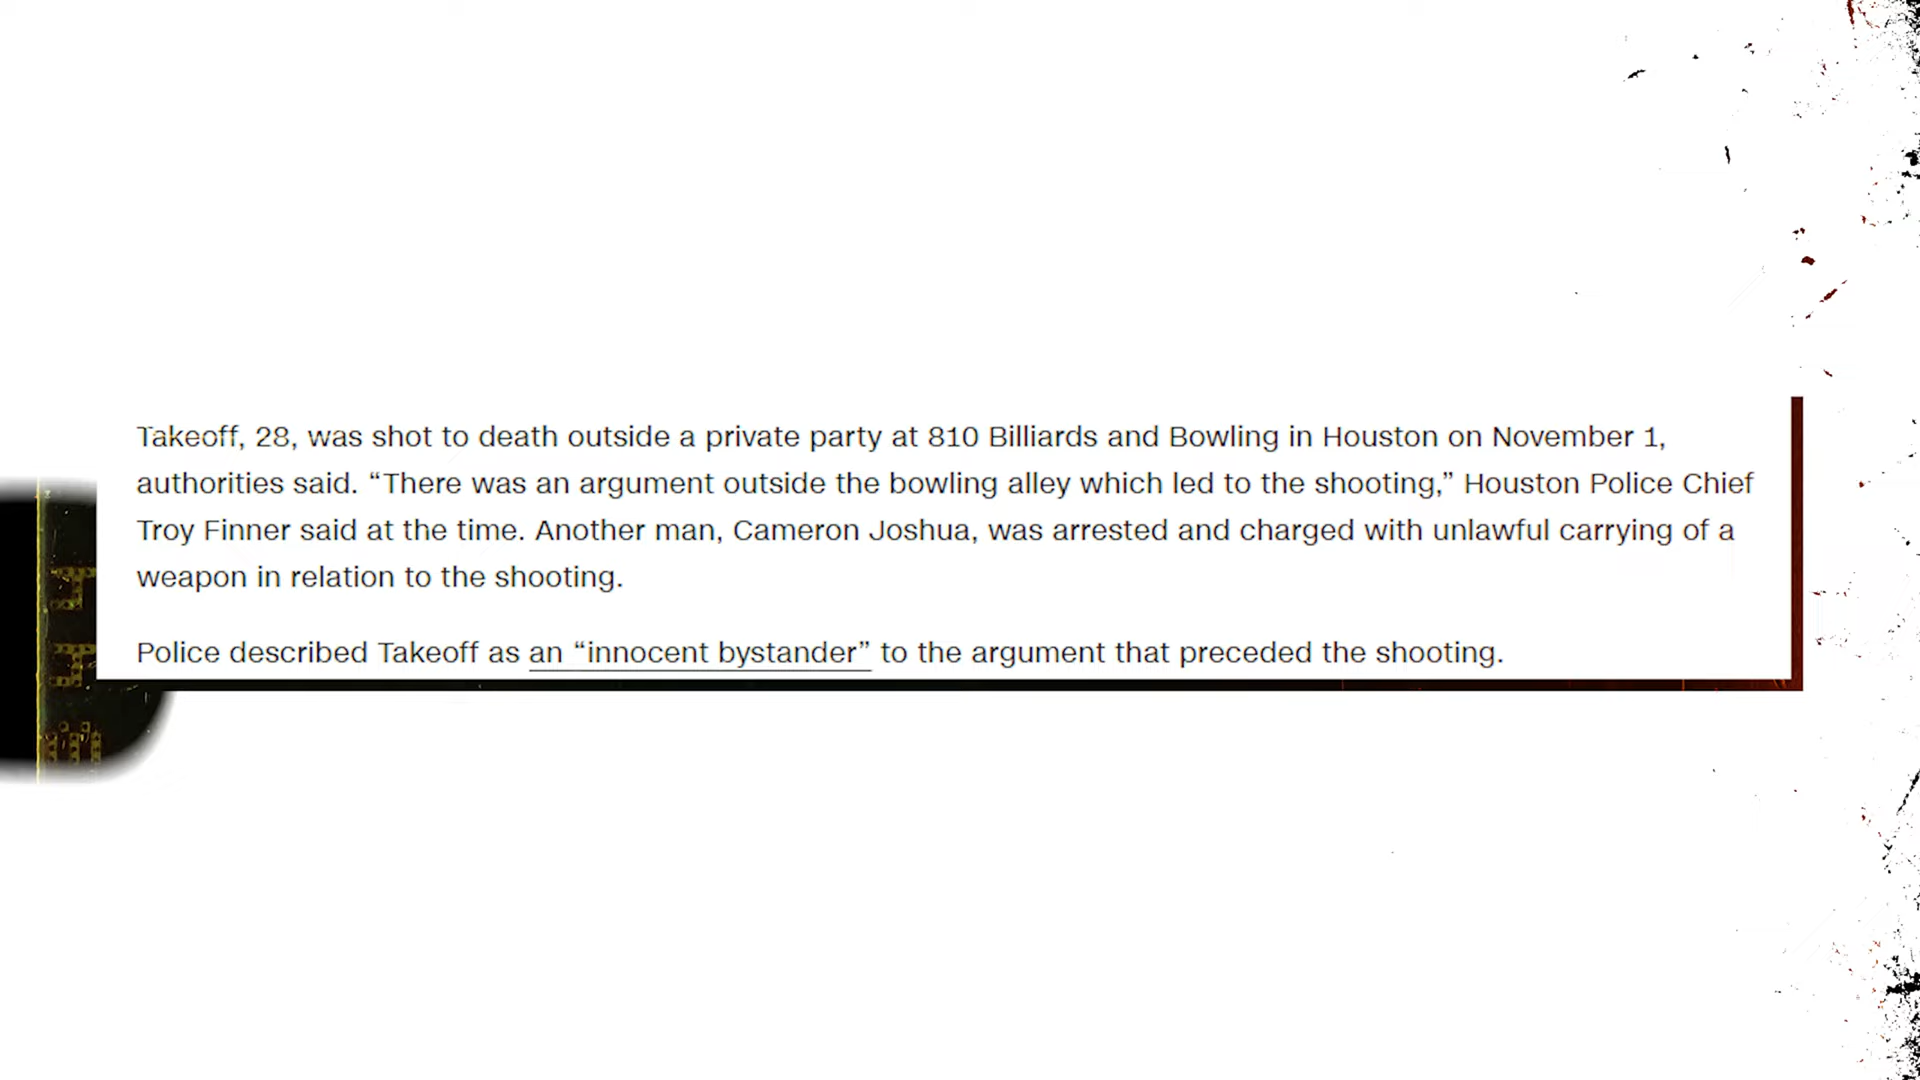 Takeoff, 28, was shot to death outside a private party at 810 Billiards and Bowling in Houston on November 1,
authorities said. “There was an argument outside the bowling alley which led to the shooting,” Houston Police Chief
Troy Finner said at the time. Another man, Cameron Joshua, was arrested and charged with unlawful carrying of a
weapon in relation to the shooting.
Police described Takeoff as an “innocent bystander” to the argument that preceded the shooting.